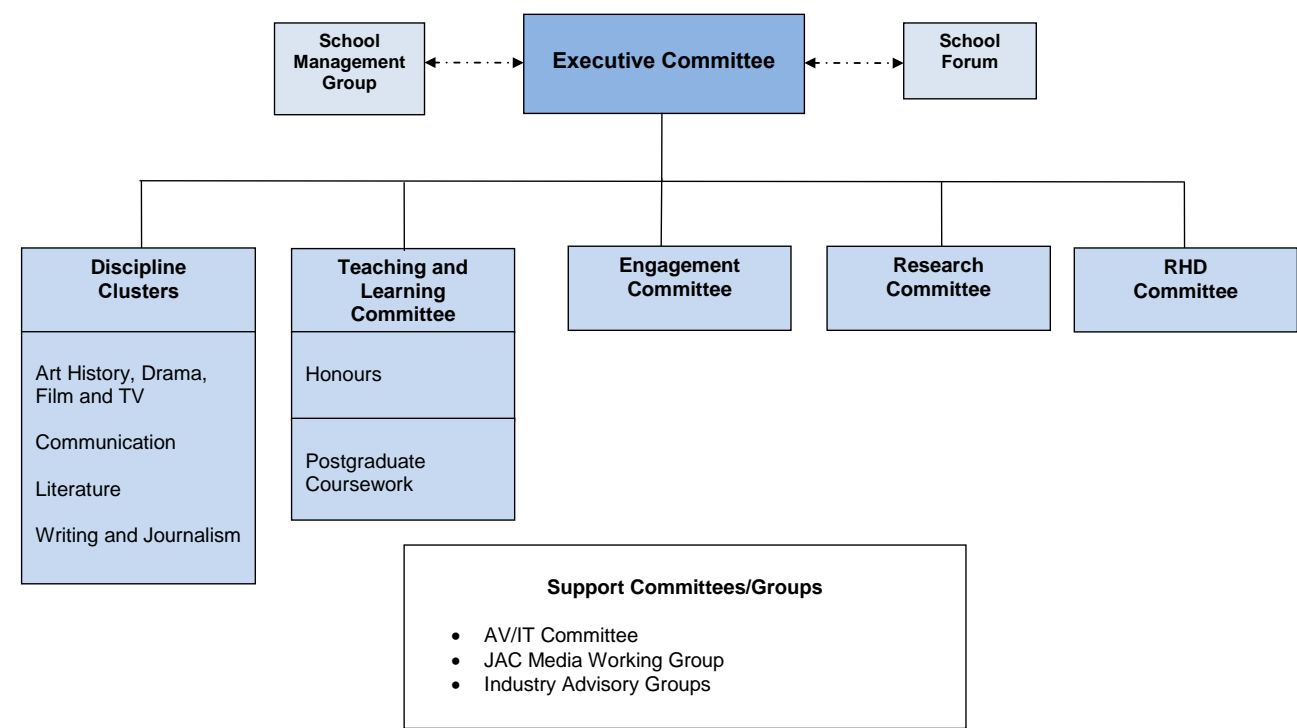 School
Management
Group
Executive Committee
School
Forum
Discipline
Clusters
Art History, Drama,
Film and TV
Communication
Literature
Writing and Journalism
Teaching and
Learning
Committee
Honours
Postgraduate
Coursework
Engagement
Committee
Research
Committee
RHD
Committee
Support Committees/Groups
• AV/IT Committee
• JAC Media Working Group
• Industry Advisory Groups